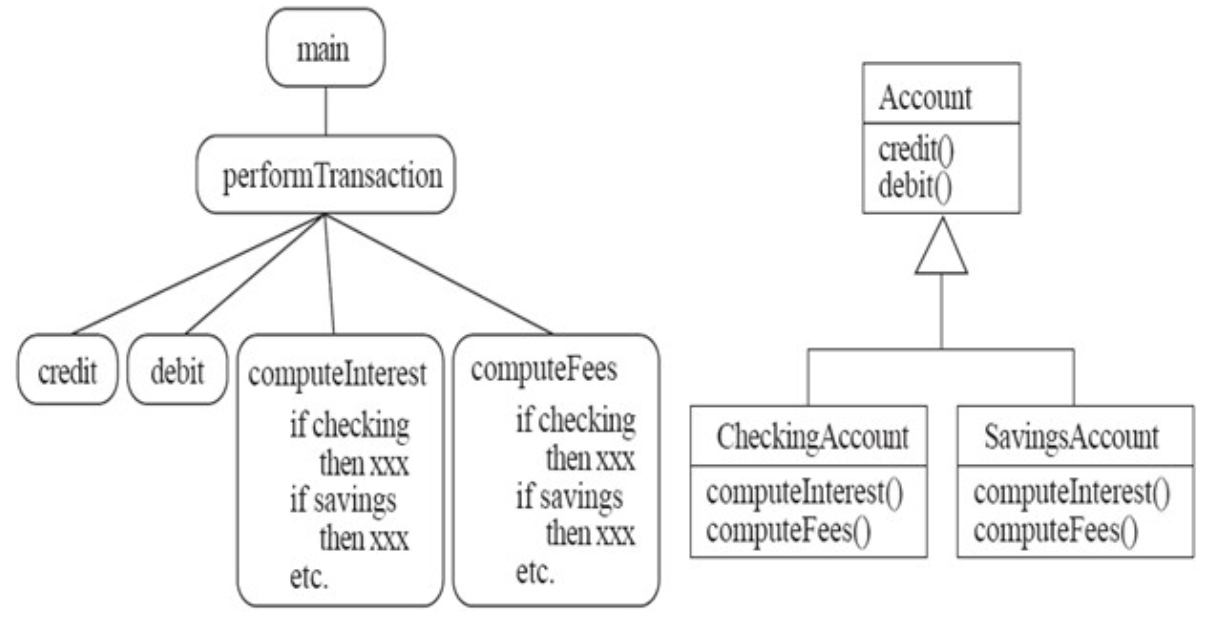 main
performTransaction
credit
debit
computeInterest
if checking
then xxx
if savings
then xxx
etc.
computeFees
if checking
then xxx
if savings
then xxx
etc.
Account
credit()
debit()
CheckingAccount
computeInterest()
computeFees()
SavingsAccount
computeInterest()
computeFees()